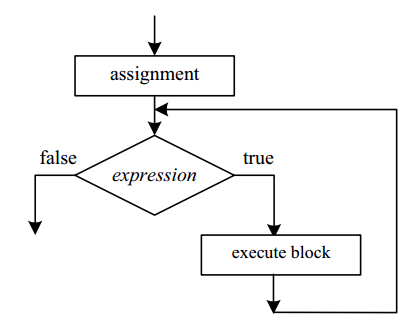 assignment
false
true
expression
execute block